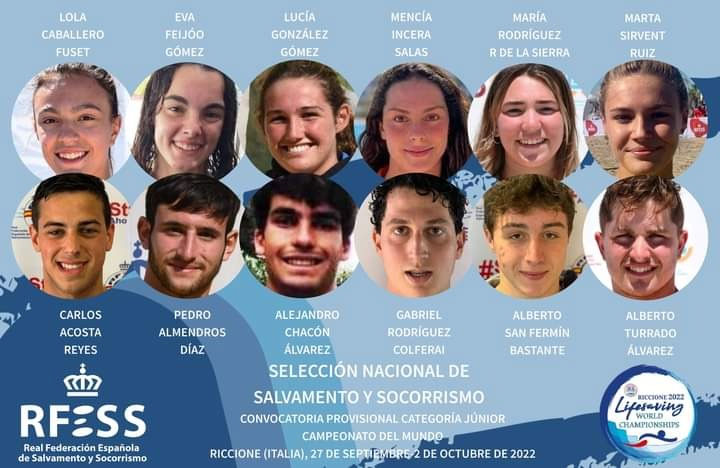 LOLA
CABALLERO
FUSET
EVA
FEIJÓO
GÓMEZ
LUCÍA
GONZÁLEZ
GÓMEZ
MENCÍA
INCERA
SALAS
MARÍA
RODRÍGUEZ
R DE LA SIERRA
MARTA
SIRVENT
RUIZ
CARLOS
ACOSTA
REYES
PEDRO
ALMENDROS
DÍAZ
ALEJANDRO
CHACÓN
ÁLVAREZ
GABRIEL
RODRÍGUEZ
COLFERAI
ALBERTO
SAN FERMÍN
BASTANTE
ALBERTO
TURRADO
ÁLVAREZ
SELECCIÓN NACIONAL DE
SALVAMENTO Y SOCORRISMO
CONVOCATORIA PROVISIONAL CATEGORÍA JÚNIOR
CAMPEONATO DEL MUNDO
RICCIONE (ITALIA), 27 DE SEPTIEMBRE-2 DE OCTUBRE DE 2022
RFESS
Real Federación Española
de Salvamento y Socorrismo
RICCIONE 2022
Lifesaving
WORLD
CHAMPIONSHIPS